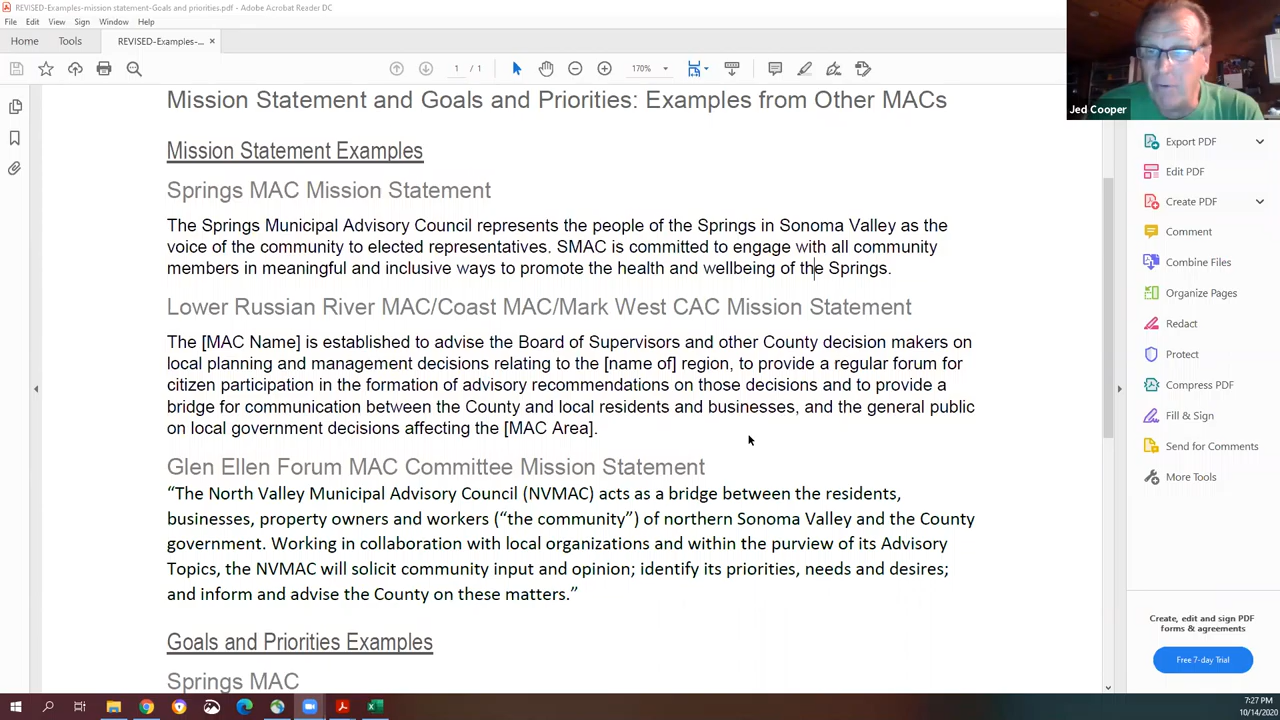 REVISED-Examples-mission statement-Goals and priorities.pdf - Adobe Acrobat Reader DC
File Edit View Sign Window Help
Home Tools REVISED-Examples-... ×
1 / 1 170%
Jed Cooper
Mission Statement and Goals and Priorities: Examples from Other MACs
Mission Statement Examples
Springs MAC Mission Statement
The Springs Municipal Advisory Council represents the people of the Springs in Sonoma Valley as the
voice of the community to elected representatives. SMAC is committed to engage with all community
members in meaningful and inclusive ways to promote the health and wellbeing of the Springs.
Lower Russian River MAC/Coast MAC/Mark West CAC Mission Statement
The [MAC Name] is established to advise the Board of Supervisors and other County decision makers on
local planning and management decisions relating to the [name of] region, to provide a regular forum for
citizen participation in the formation of advisory recommendations on those decisions and to provide a
bridge for communication between the County and local residents and businesses, and the general public
on local government decisions affecting the [MAC Area].
Glen Ellen Forum MAC Committee Mission Statement
“The North Valley Municipal Advisory Council (NVMAC) acts as a bridge between the residents,
businesses, property owners and workers (“the community”) of northern Sonoma Valley and the County
government. Working in collaboration with local organizations and within the purview of its Advisory
Topics, the NVMAC will solicit community input and opinion; identify its priorities, needs and desires;
and inform and advise the County on these matters.”
Goals and Priorities Examples
Springs MAC
Export PDF
Edit PDF
Create PDF
Comment
Combine Files
Organize Pages
Redact
Protect
Compress PDF
Fill & Sign
Send for Comments
More Tools
Create, edit and sign PDF
forms & agreements
Free 7-day Trial
7:27 PM
10/14/2020